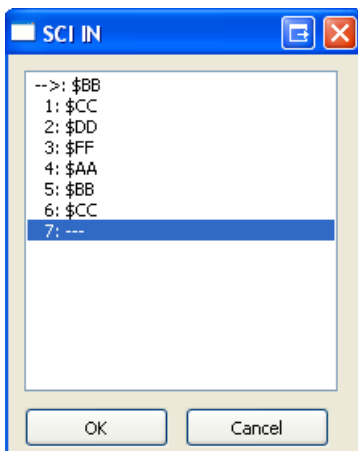 SCI IN
-->: $BB
1: $CC
2: $DD
3: $FF
4: $AA
5: $BB
6: $CC
7: ---
OK
Cancel